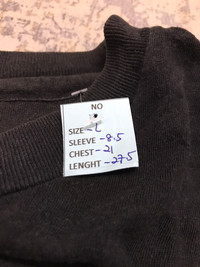 NO
SIZE - L
SLEEVE - 8.5
CHEST - 21
LENGHT - 27.5